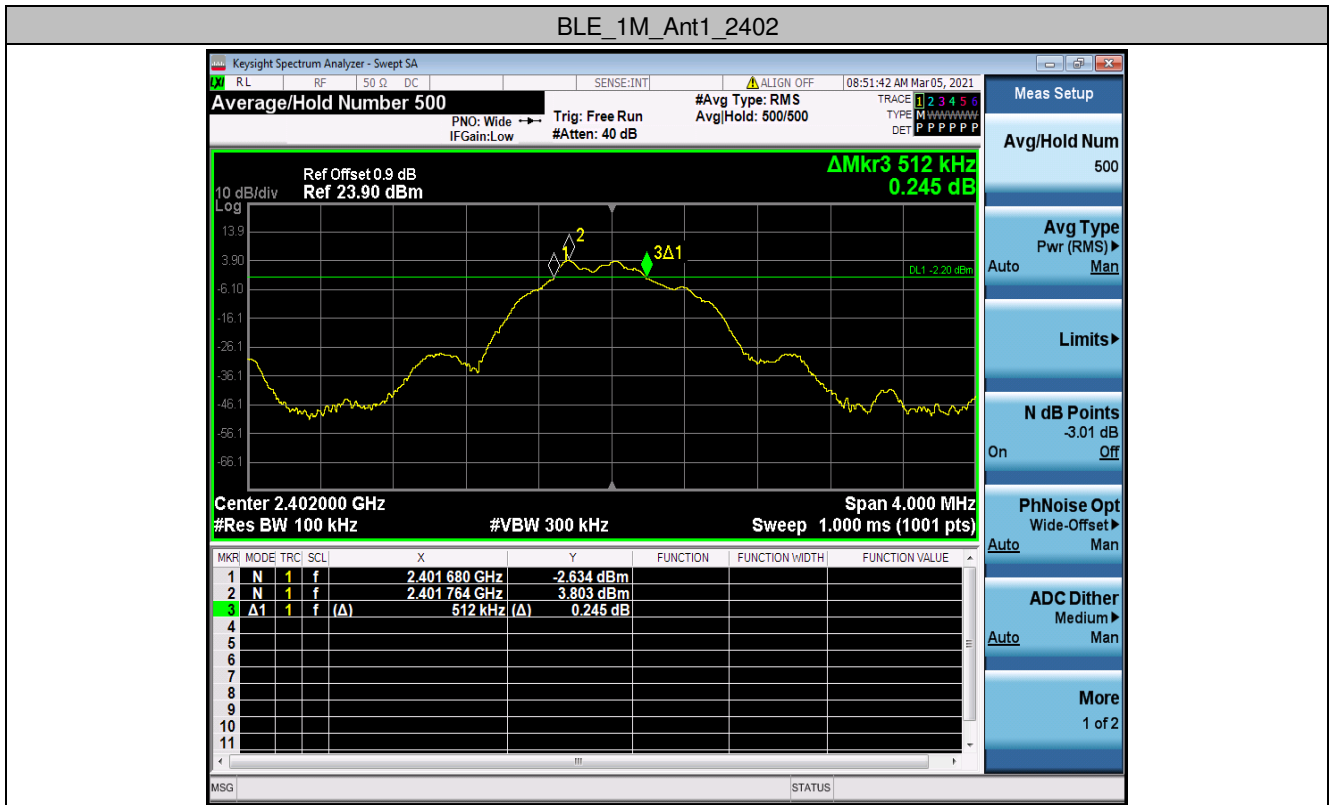 BLE_1M_Ant1_2402
Keysight Spectrum Analyzer - Swept SA
LXI RL RF 50 Ω DC SENSE:INT ALIGN OFF 08:51:42 AM Mar 05, 2021
Average/Hold Number 500
PNO: Wide
IFGain:Low
Trig: Free Run
#Atten: 40 dB
#Avg Type: RMS
Avg|Hold: 500/500
TRACE 1 2 3 4 5 6
TYPE M W W W W W
DET P P P P P P
ΔMkr3 512 kHz
0.245 dB
Ref Offset 0.9 dB
10 dB/div Ref 23.90 dBm
Log
13.9
3.90
-6.10
-16.1
-26.1
-36.1
-46.1
-56.1
-66.1
1
2
3Δ1
DL1 -2.20 dBm
Center 2.402000 GHz Span 4.000 MHz
#Res BW 100 kHz #VBW 300 kHz Sweep 1.000 ms (1001 pts)
MKR MODE TRC SCL X Y FUNCTION FUNCTION WIDTH FUNCTION VALUE
1 N 1 f 2.401 680 GHz -2.634 dBm
2 N 1 f 2.401 764 GHz 3.803 dBm
3 Δ1 1 f (Δ) 512 kHz (Δ) 0.245 dB
4
5
6
7
8
9
10
11
MSG STATUS
Meas Setup
Avg/Hold Num
500
Avg Type
Pwr (RMS)
Auto Man
Limits
N dB Points
-3.01 dB
On Off
PhNoise Opt
Wide-Offset
Auto Man
ADC Dither
Medium
Auto Man
More
1 of 2